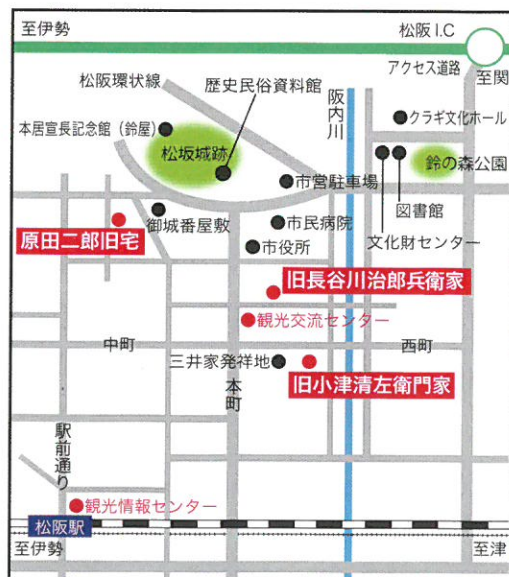 至伊勢
松阪I.C
アクセス道路
至関
松阪環状線
歴史民俗資料館
阪内川
クラギ文化ホール
本居宣長記念館（鈴屋）
松坂城跡
鈴の森公園
市営駐車場
図書館
御城番屋敷
市民病院
文化財センター
原田二郎旧宅
市役所
旧長谷川治郎兵衛家
観光交流センター
中町
西町
三井家発祥地
本町
旧小津清左衛門家
駅前通り
観光情報センター
松阪駅
至伊勢
至津